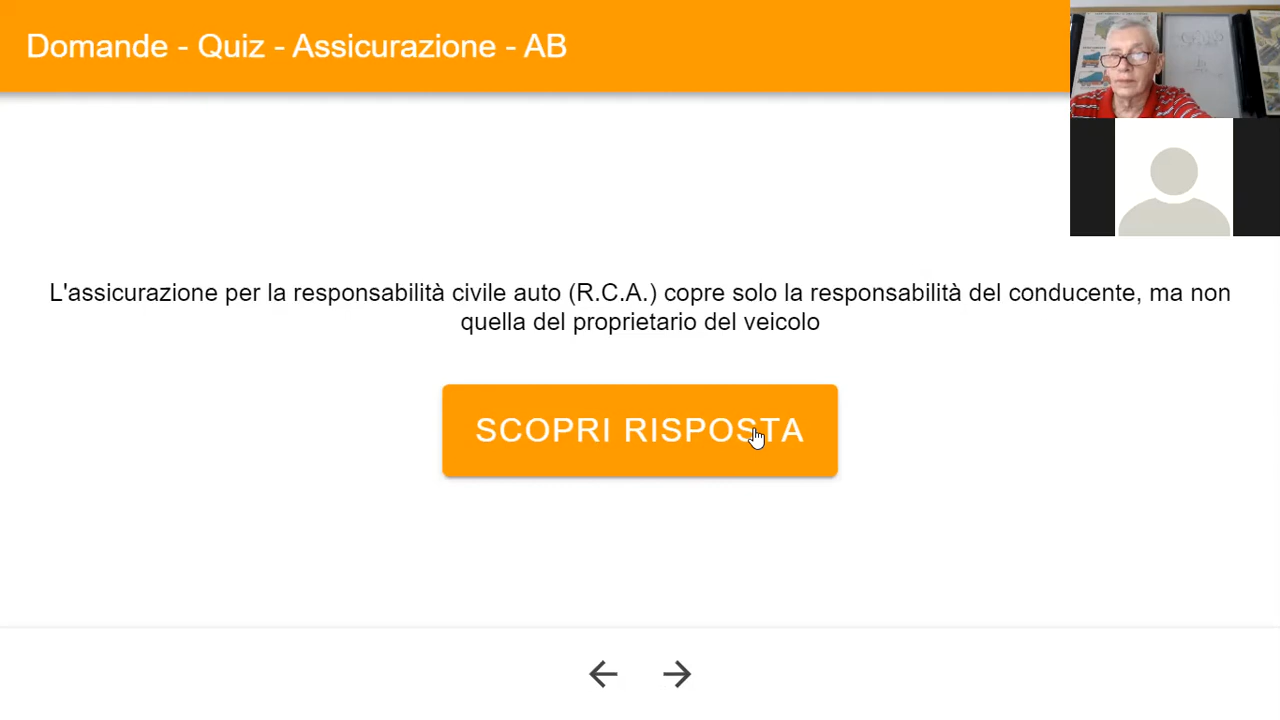 Domande - Quiz - Assicurazione - AB
L'assicurazione per la responsabilità civile auto (R.C.A.) copre solo la responsabilità del conducente, ma non
quella del proprietario del veicolo
SCOPRI RISPOSTA